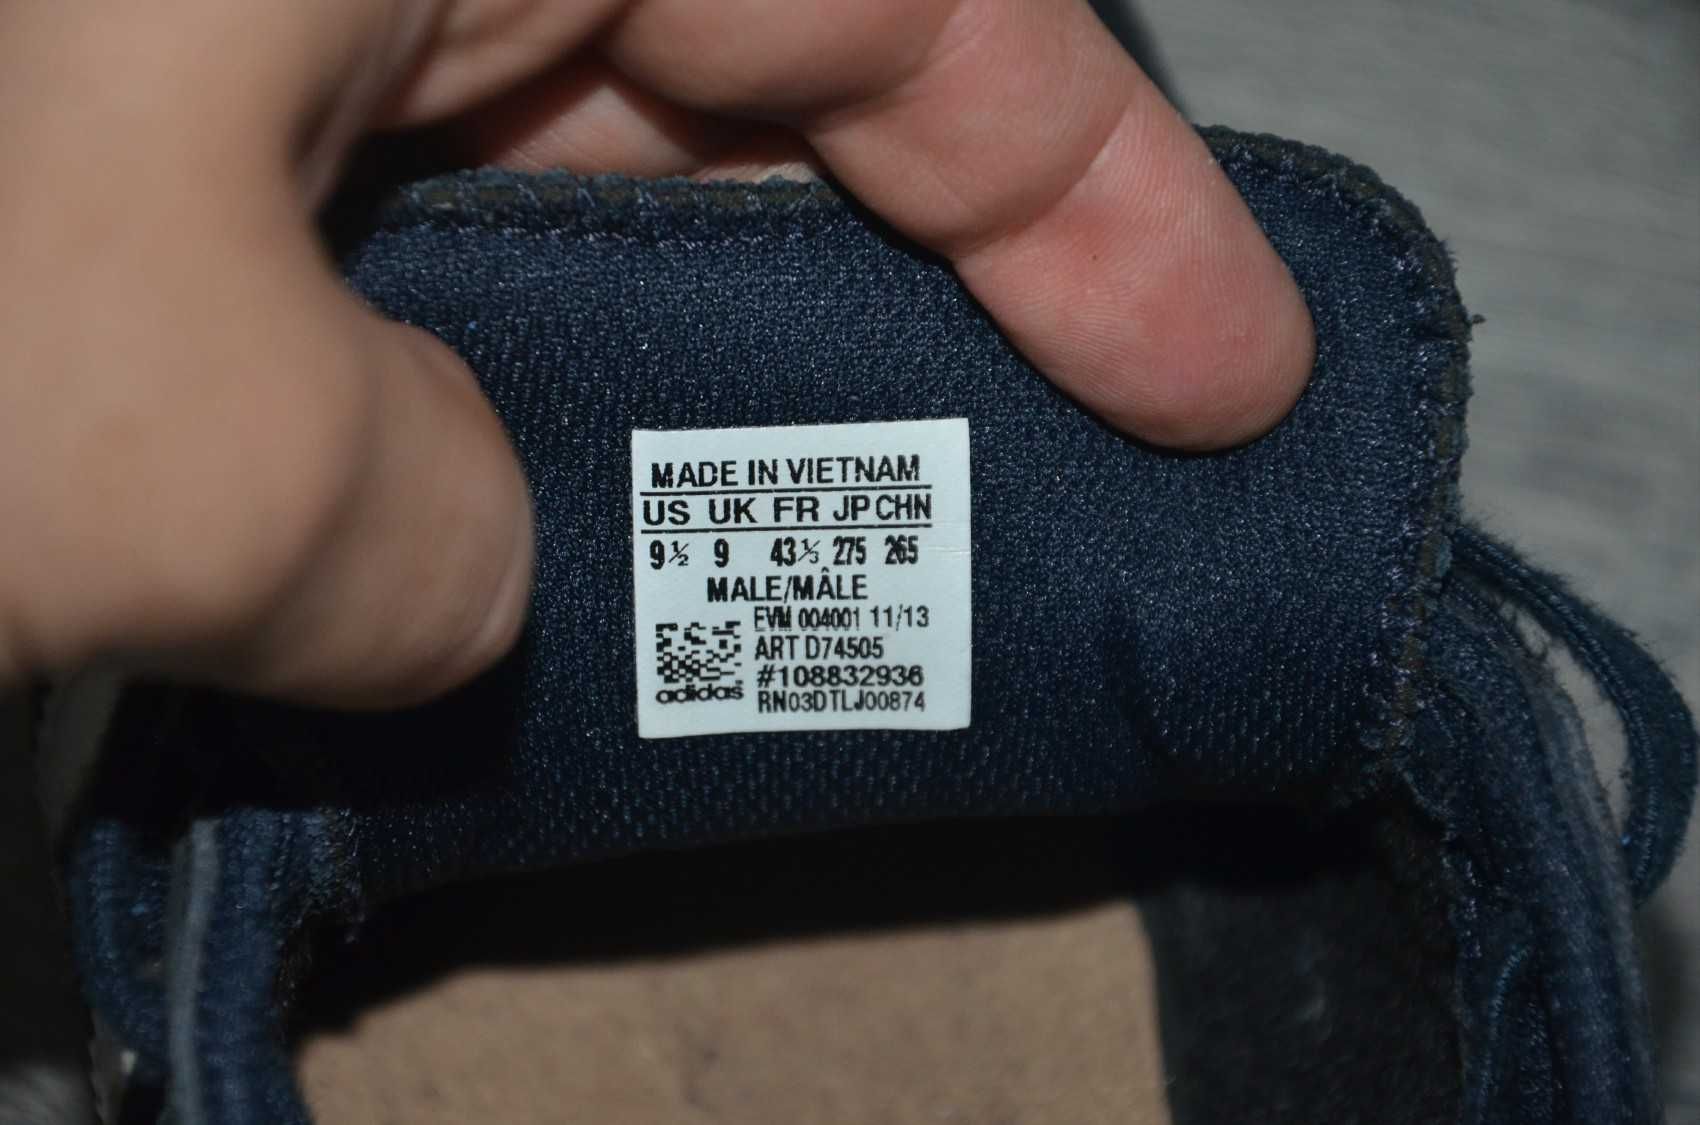 MADE IN VIETNAM
US UK FR JP CHN
9½ 9 43⅓ 275 265
MALE/MÂLE
EVM 004001 11/13
ART D74505
#108832936
adidas RN03DTLJ00874